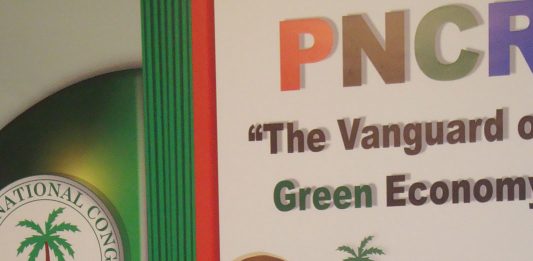 PNCR
"The Vanguard o
Green Economy
NATIONAL CONG